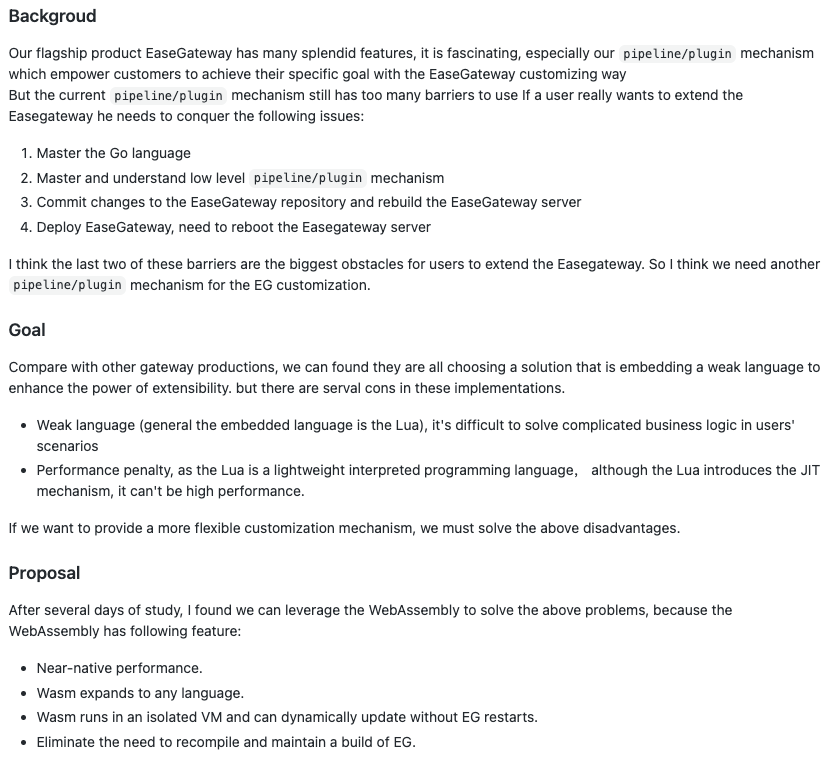 Backgroud
Our flagship product EaseGateway has many splendid features, it is fascinating, especially our pipeline/plugin mechanism
which empower customers to achieve their specific goal with the EaseGateway customizing way
But the current pipeline/plugin mechanism still has too many barriers to use If a user really wants to extend the
Easegateway he needs to conquer the following issues:
1. Master the Go language
2. Master and understand low level pipeline/plugin mechanism
3. Commit changes to the EaseGateway repository and rebuild the EaseGateway server
4. Deploy EaseGateway, need to reboot the Easegateway server
I think the last two of these barriers are the biggest obstacles for users to extend the Easegateway. So I think we need another
pipeline/plugin mechanism for the EG customization.
Goal
Compare with other gateway productions, we can found they are all choosing a solution that is embedding a weak language to
enhance the power of extensibility. but there are serval cons in these implementations.
• Weak language (general the embedded language is the Lua), it's difficult to solve complicated business logic in users'
scenarios
• Performance penalty, as the Lua is a lightweight interpreted programming language， although the Lua introduces the JIT
mechanism, it can't be high performance.
If we want to provide a more flexible customization mechanism, we must solve the above disadvantages.
Proposal
After several days of study, I found we can leverage the WebAssembly to solve the above problems, because the
WebAssembly has following feature:
• Near-native performance.
• Wasm expands to any language.
• Wasm runs in an isolated VM and can dynamically update without EG restarts.
• Eliminate the need to recompile and maintain a build of EG.